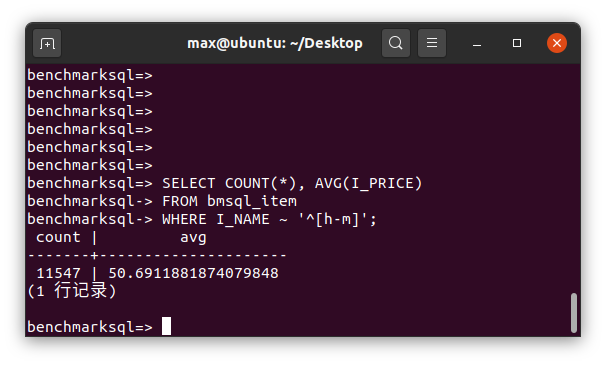 max@ubuntu: ~/Desktop
benchmarksql=>
benchmarksql=>
benchmarksql=>
benchmarksql=>
benchmarksql=>
benchmarksql=>
benchmarksql=> SELECT COUNT(*), AVG(I_PRICE)
benchmarksql-> FROM bmsql_item
benchmarksql-> WHERE I_NAME ~ '^[h-m]';
 count |         avg
-------+---------------------
 11547 | 50.6911881874079848
(1 行记录)
benchmarksql=>